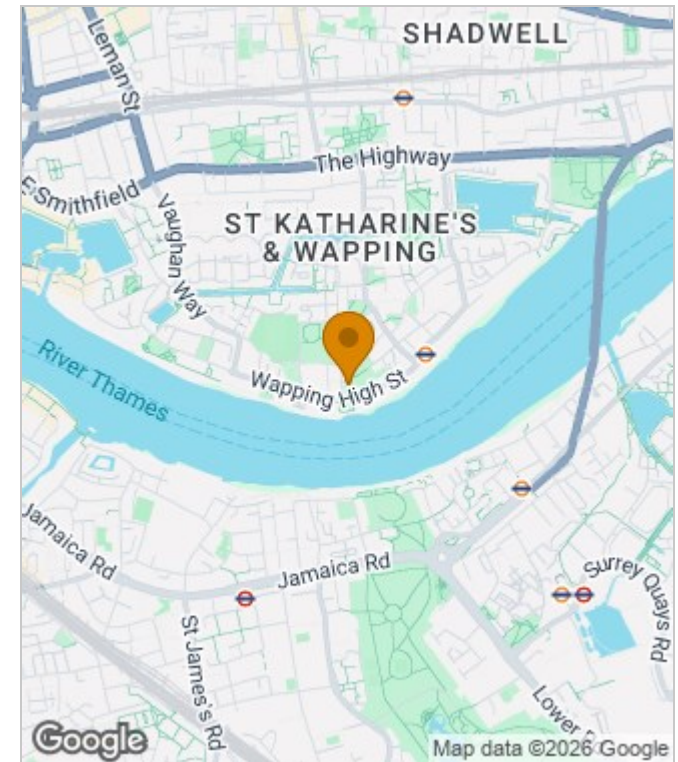 SHADWELL
Leman St
The Highway
E Smithfield
Vaughan Way
ST KATHARINE'S
& WAPPING
River Thames
Wapping High St
Jamaica Rd
Jamaica Rd
St James's Rd
Surrey Quays Rd
Lower
Google
Map data ©2026 Google